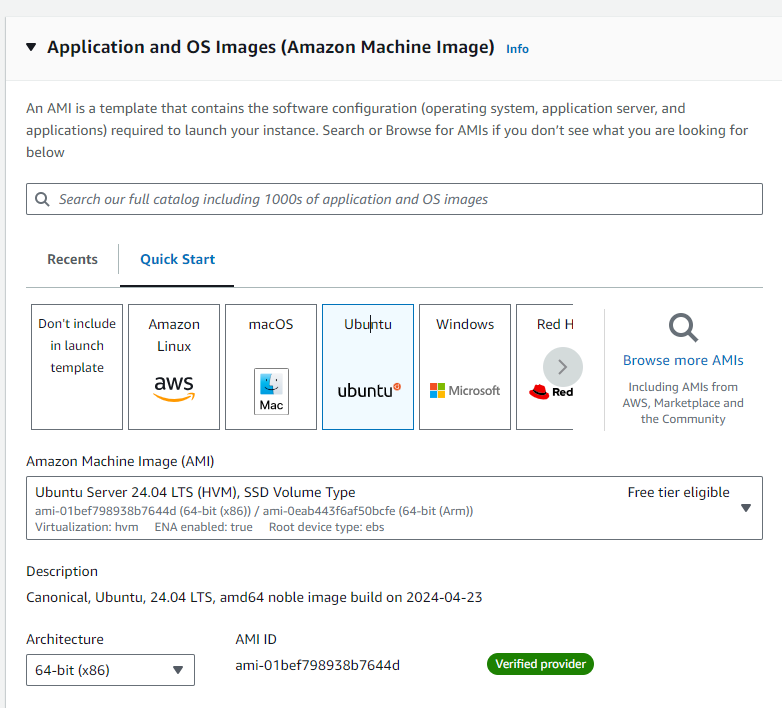 Application and OS Images (Amazon Machine Image) Info
An AMI is a template that contains the software configuration (operating system, application server, and
applications) required to launch your instance. Search or Browse for AMIs if you don’t see what you are looking for
below
Search our full catalog including 1000s of application and OS images
Recents
Quick Start
Don't include
in launch
template
Amazon
Linux
aws
macOS
Mac
Ubuntu
ubuntu
Windows
Microsoft
Red H
Red
Browse more AMIs
Including AMIs from
AWS, Marketplace and
the Community
Amazon Machine Image (AMI)
Ubuntu Server 24.04 LTS (HVM), SSD Volume Type
Free tier eligible
ami-01bef798938b7644d (64-bit (x86)) / ami-0eab443f6af50bcfe (64-bit (Arm))
Virtualization: hvm ENA enabled: true Root device type: ebs
Description
Canonical, Ubuntu, 24.04 LTS, amd64 noble image build on 2024-04-23
Architecture
64-bit (x86)
AMI ID
ami-01bef798938b7644d
Verified provider